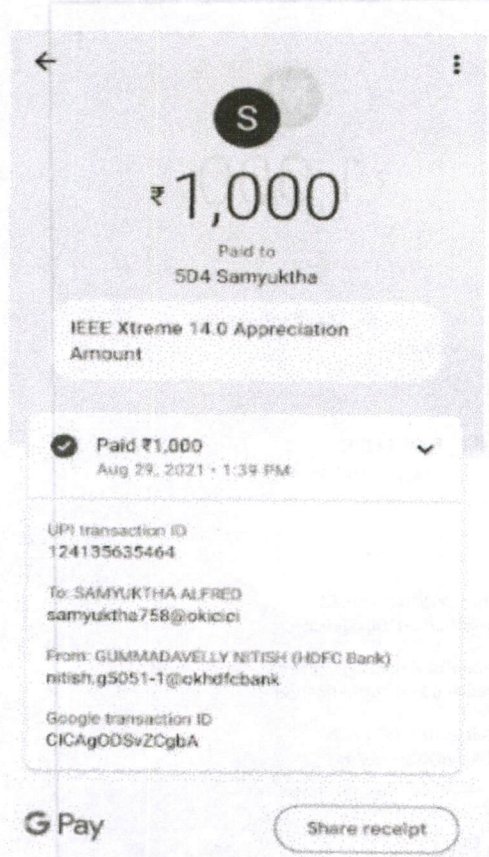 S
₹1,000
Paid to
5D4 Samyuktha
IEEE Xtreme 14.0 Appreciation
Amount
Paid ₹1,000
Aug 29, 2021 • 1:39 PM
UPI transaction ID
124135635464
To: SAMYUKTHA ALFRED
samyuktha758@okicici
From: GUMMADAVELLY NITISH (HDFC Bank)
nitish.g5051-1@okhdfcbank
Google transaction ID
CICAgODSvZCgbA
G Pay
Share receipt